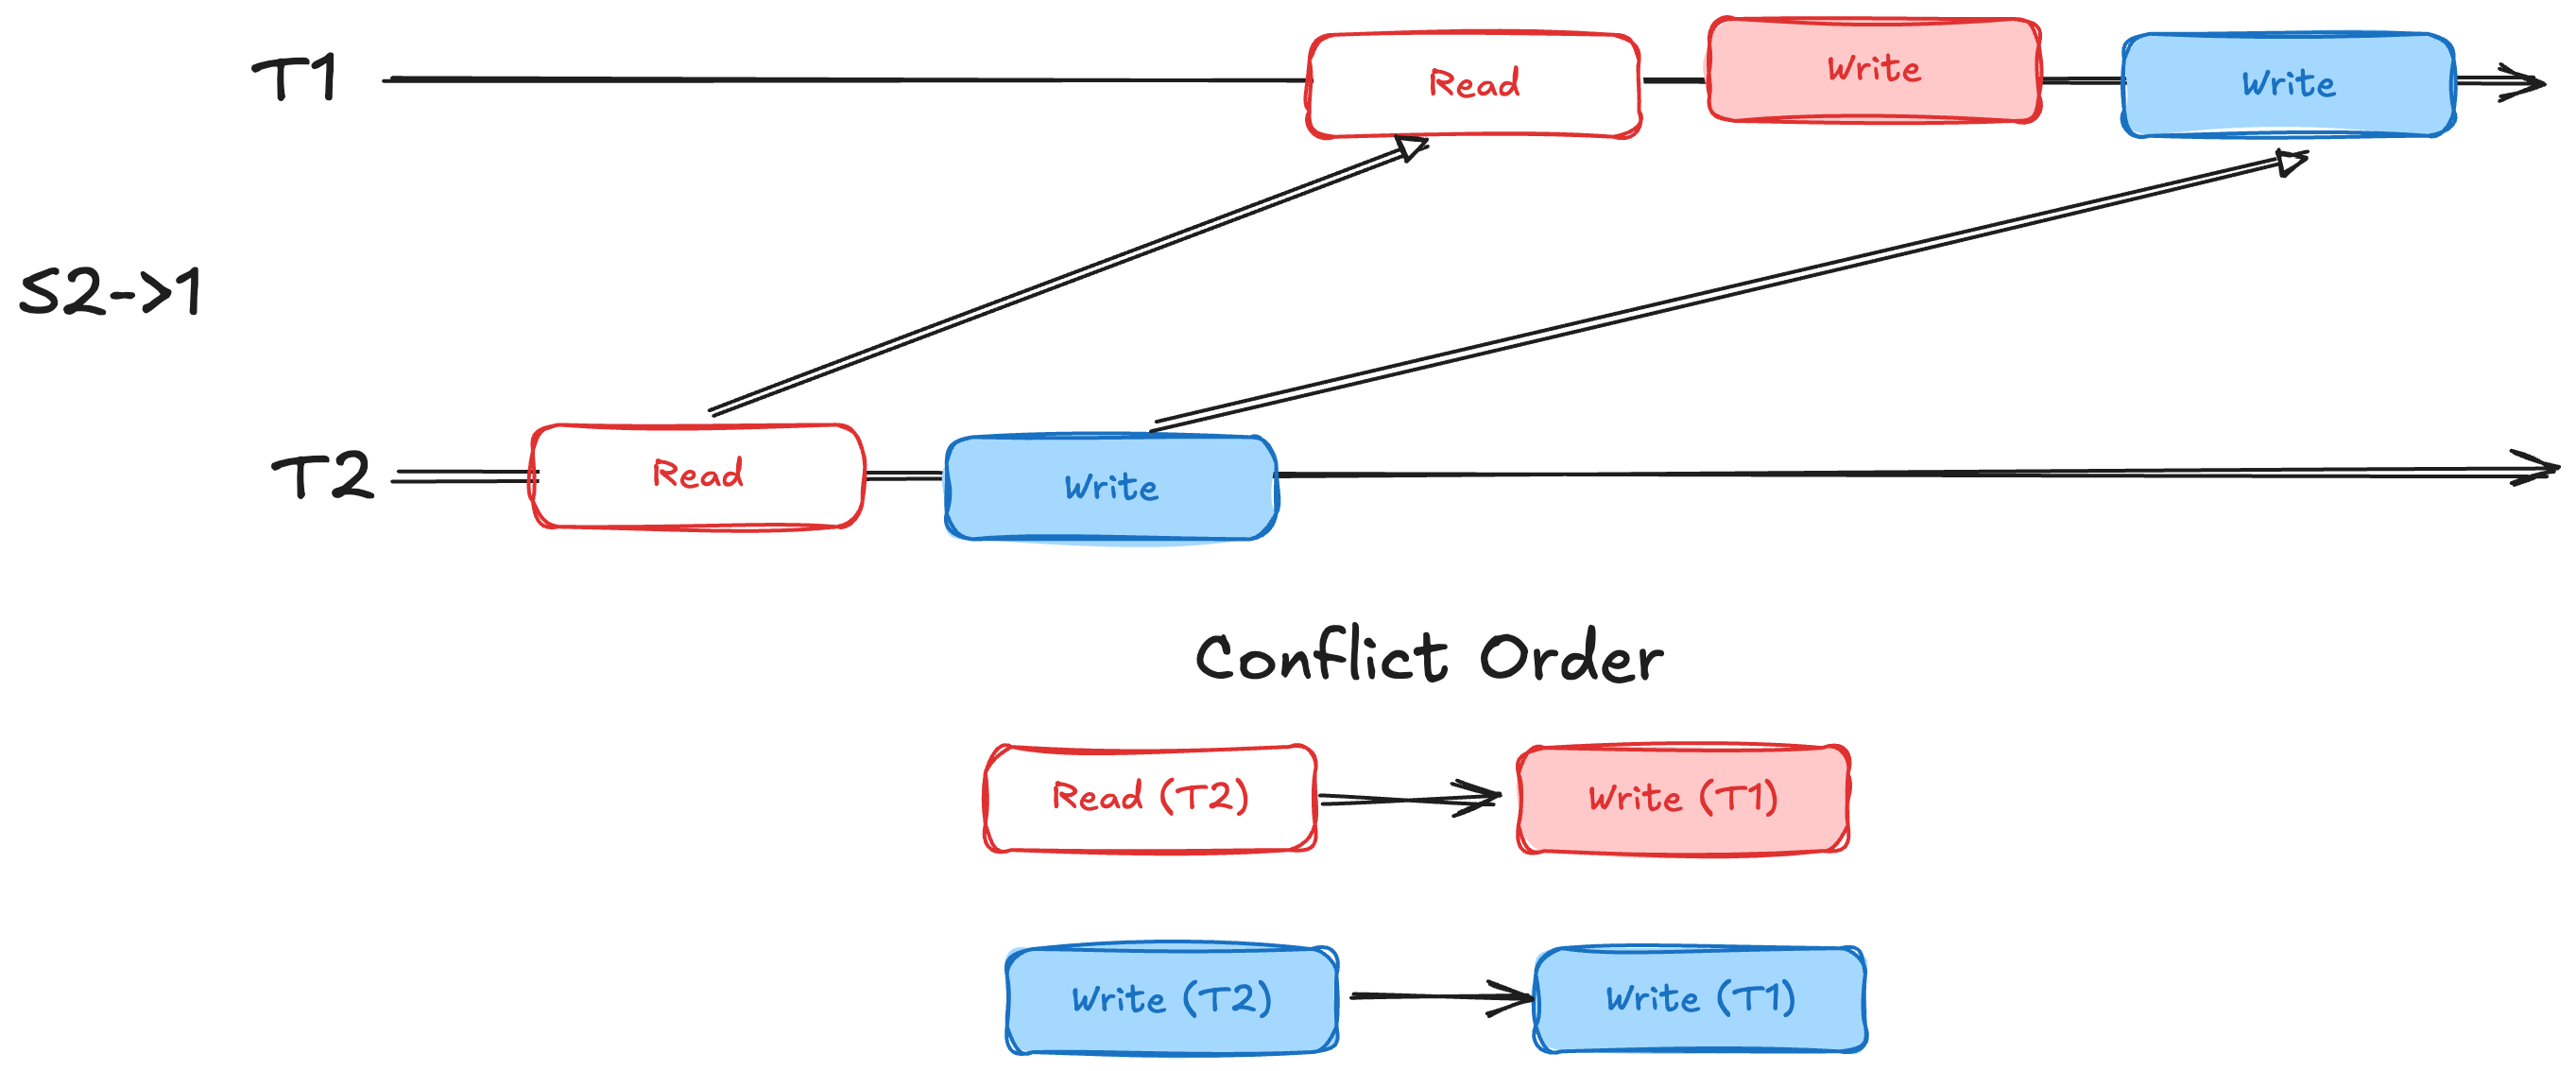 T1
Read
Write
Write
S2->1
T2
Read
Write
Conflict Order
Read (T2)
Write (T1)
Write (T2)
Write (T1)